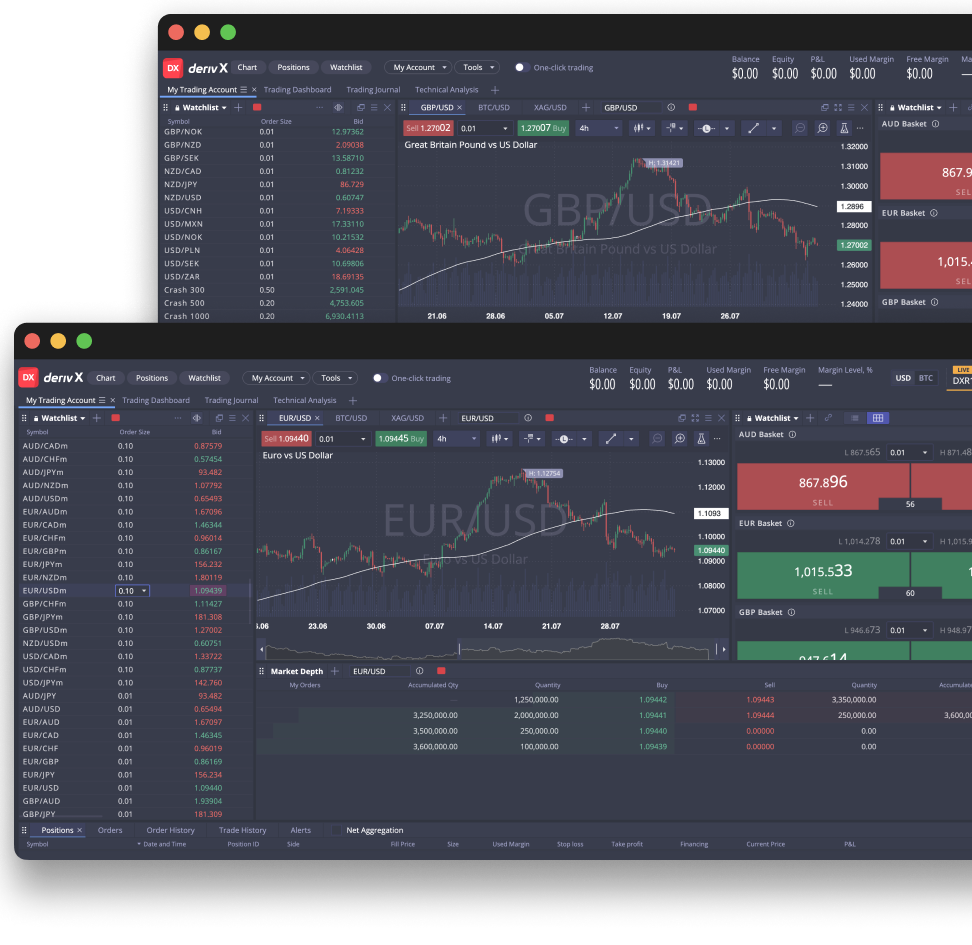 DX deriv X Chart Positions Watchlist My Account Tools One-click trading Balance Equity P&L Used Margin Free Margin
$0.00 $0.00 $0.00 $0.00 $0.00 —
My Trading Account Trading Dashboard Trading Journal Technical Analysis
Watchlist GBP/USD BTC/USD XAG/USD GBP/USD Watchlist
Symbol Order Size Bid
GBP/NOK 0.01 12.97362
GBP/NZD 0.01 2.09038
GBP/SEK 0.01 13.58710
NZD/CAD 0.01 0.81232
NZD/JPY 0.01 86.729
NZD/USD 0.01 0.60747
USD/CNH 0.01 7.19333
USD/MXN 0.01 17.33110
USD/NOK 0.01 10.21532
USD/PLN 0.01 4.06428
USD/SEK 0.01 10.69806
USD/ZAR 0.01 18.69135
Crash 300 0.50 2,591.045
Crash 500 0.20 4,753.605
Crash 1000 0.20 6,930.4113
Sell 1.27002 0.01 1.27007 Buy 4h
Great Britain Pound vs US Dollar
H: 1.31421
GBP/USD
Great Britain Pound vs US Dollar
1.32000
1.31000
1.30000
1.2896
1.28000
1.27002
1.26000
1.25000
1.24000
21.06 28.06 05.07 12.07 19.07 26.07
AUD Basket
867.9
SEL
EUR Basket
1,015.
SEL
GBP Basket
DX deriv X Chart Positions Watchlist My Account Tools One-click trading Balance Equity P&L Used Margin Free Margin Margin Level, %
$0.00 $0.00 $0.00 $0.00 $0.00 —
USD BTC LIVE
DXR1
My Trading Account Trading Dashboard Trading Journal Technical Analysis
Watchlist EUR/USD BTC/USD XAG/USD EUR/USD Watchlist
Symbol Order Size Bid
AUD/CADm 0.10 0.87579
AUD/CHFm 0.10 0.57454
AUD/JPYm 0.10 93.482
AUD/NZDm 0.10 1.07792
AUD/USDm 0.10 0.65493
EUR/AUDm 0.10 1.67096
EUR/CADm 0.10 1.46344
EUR/CHFm 0.10 0.96014
EUR/GBPm 0.10 0.86167
EUR/JPYm 0.10 156.232
EUR/NZDm 0.10 1.80119
EUR/USDm 0.10 1.09439
GBP/CHFm 0.10 1.11427
GBP/JPYm 0.10 181.308
GBP/USDm 0.10 1.27002
NZD/USDm 0.10 0.60751
USD/CADm 0.10 1.33722
USD/CHFm 0.10 0.87737
USD/JPYm 0.10 142.760
AUD/JPY 0.01 93.482
AUD/USD 0.01 0.65494
EUR/AUD 0.01 1.67097
EUR/CAD 0.01 1.46345
EUR/CHF 0.01 0.96019
EUR/GBP 0.01 0.86169
EUR/JPY 0.01 156.234
EUR/USD 0.01 1.09440
GBP/AUD 0.01 1.93904
GBP/JPY 0.01 181.309
Sell 1.09440 0.01 1.09445 Buy 4h
Euro vs US Dollar
H: 1.12754
EUR/USD
Euro vs US Dollar
1.13000
1.12000
1.1093
1.10000
1.09440
1.09000
1.08000
1.07000
.06 23.06 30.06 07.07 14.07 21.07 28.07
AUD Basket
L 867.565 0.01 H 871.48
867.896
SELL 56
EUR Basket
L 1,014.278 0.01 H 1,015.9
1,015.533 1
SELL 60
GBP Basket
L 946.673 0.01 H 948.97
947.614
Market Depth EUR/USD
My Orders Accumulated Qty Quantity Buy Sell Quantity Accumulate
1,250,000.00 1.09442 1.09443 3,350,000.00
3,250,000.00 2,000,000.00 1.09441 1.09444 250,000.00 3,600,00
3,500,000.00 250,000.00 1.09440 0.00000 0.00
3,600,000.00 100,000.00 1.09439 0.00000 0.00
Positions Orders Order History Trade History Alerts Net Aggregation
Symbol Date and Time Position ID Side Fill Price Size Used Margin Stop loss Take profit Financing Current Price P&L